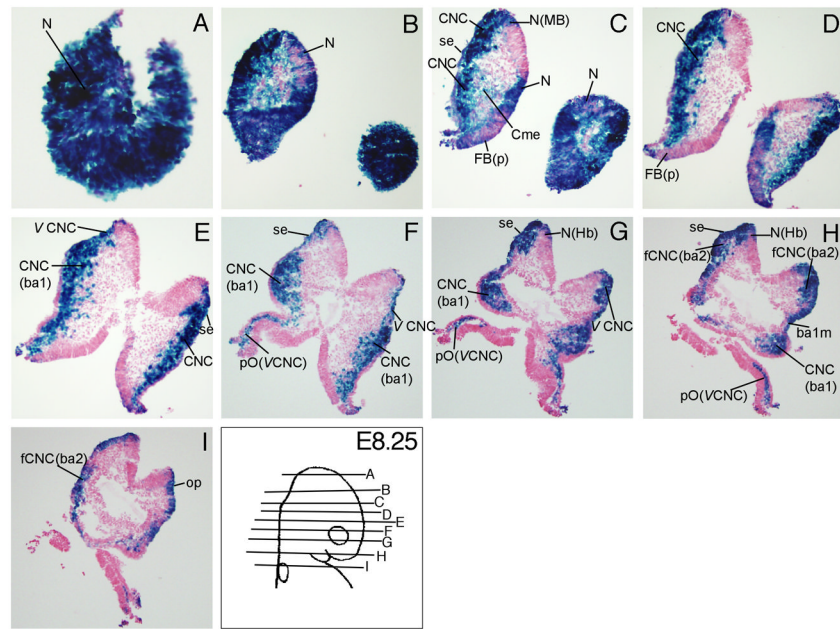 A
N
B
N
C
CNC
N(MB)
se
CNC
N
N
Cme
FB(p)
D
CNC
FB(p)
E
V CNC
CNC
(ba1)
se
CNC
F
se
CNC
(ba1)
V CNC
pO(VCNC)
CNC
(ba1)
G
se
N(Hb)
CNC
(ba1)
V CNC
pO(VCNC)
H
se
N(Hb)
fCNC(ba2)
fCNC(ba2)
ba1m
CNC
(ba1)
pO(VCNC)
I
fCNC(ba2)
op
E8.25
A
B
C
D
E
F
G
H
I